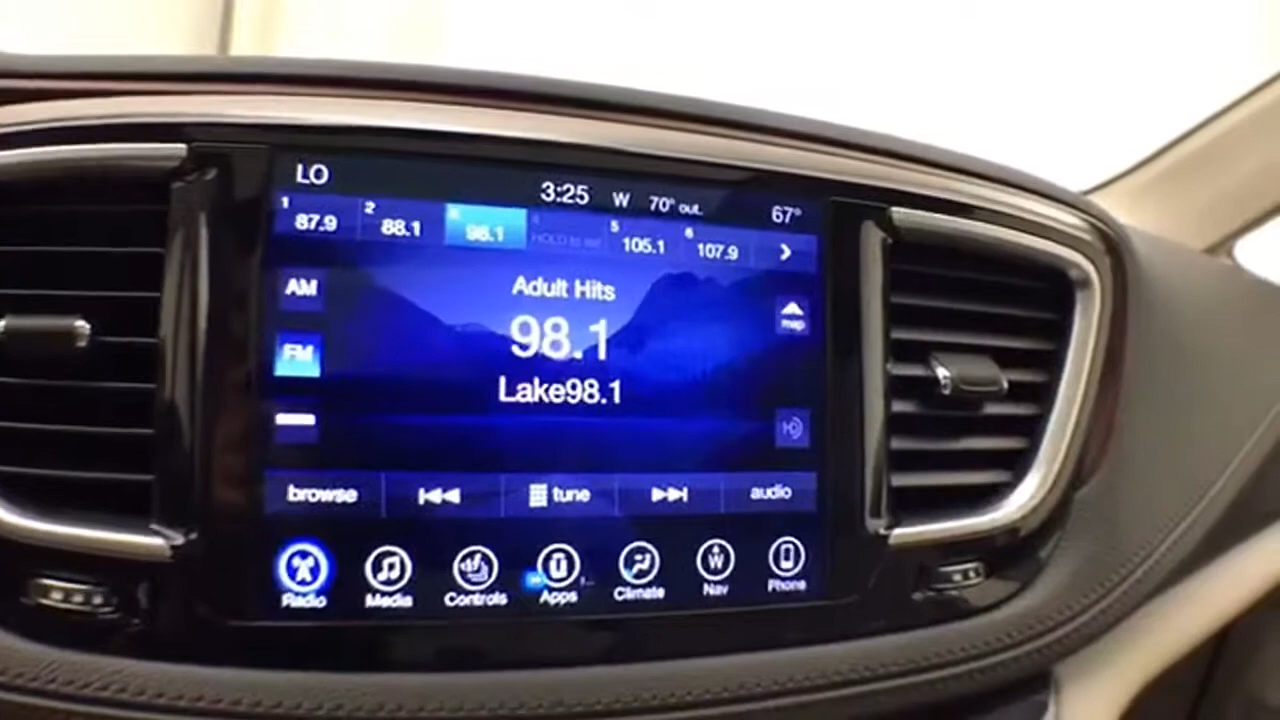 LO
3:25 W 70° out. 67°
1 87.9 2 88.1 98.1 5 105.1 6 107.9
AM
Adult Hits
map
FM
98.1
Lake98.1
browse tune audio
Radio Media Controls Apps Climate Nav Phone
W